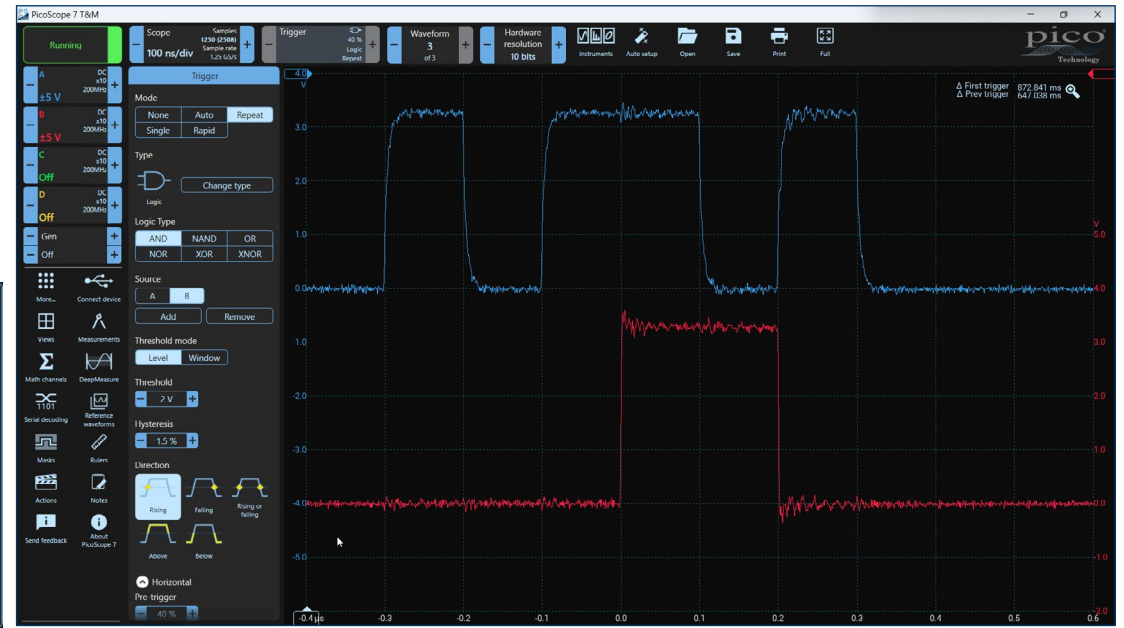 PicoScope 7 T&M
Running
Scope
100 ns/div
Samples
1250 (2508)
Sample rate
1.25 GS/s
Trigger
40 %
Logic
Repeat
Waveform
3
of 3
Hardware
resolution
10 bits
Instruments
Auto setup
Open
Save
Print
Full
pico
Technology
A
DC
x10
200MHz
±5 V
B
DC
x10
200MHz
±5 V
C
DC
x10
200MHz
Off
D
DC
x10
200MHz
Off
Gen
Off
More...
Connect device
Views
Measurements
Math channels
DeepMeasure
1101
Serial decoding
Reference
waveforms
Masks
Rulers
Actions
Notes
Send feedback
About
PicoScope 7
Trigger
Mode
None
Auto
Repeat
Single
Rapid
Type
Logic
Change type
Logic Type
AND
NAND
OR
NOR
XOR
XNOR
Source
A
B
Add
Remove
Threshold mode
Level
Window
Threshold
2 V
Hysteresis
1.5 %
Direction
Rising
Falling
Rising or
falling
Above
Below
Horizontal
Pre-trigger
40 %
Δ First trigger 872.841 ms
Δ Prev trigger 647.038 ms
4.0
V
3.0
2.0
1.0
0.0
-1.0
-2.0
-3.0
-4.0
-5.0
V
5.0
4.0
3.0
2.0
1.0
0.0
-1.0
-2.0
-0.4 µs
-0.3
-0.2
-0.1
0.0
0.1
0.2
0.3
0.4
0.5
0.6